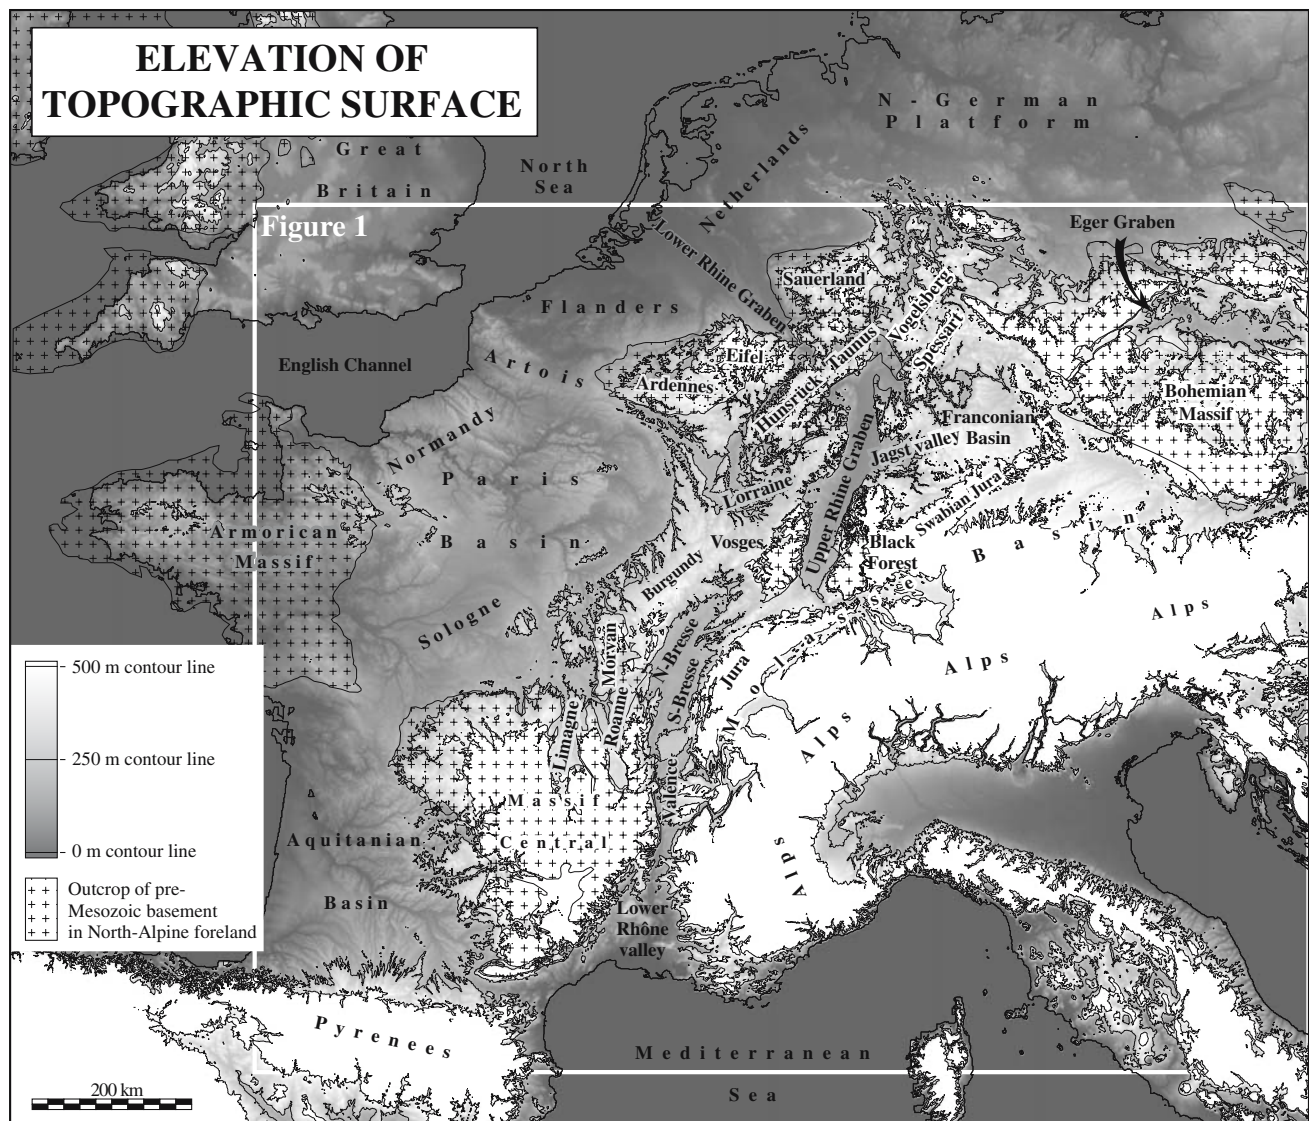 ELEVATION OF
TOPOGRAPHIC SURFACE
Great
Britain
North
Sea
N-German
Platform
Netherlands
Figure 1
Eger Graben
Lower Rhine Graben
Sauerland
Flanders
English Channel
Artois
Eifel
Ardennes
Hunsrück
Taunus
Vogelsberg
Spessart
Bohemian
Massif
Franconian
Basin
Jagst valley
Normandy
Paris
Basin
Lorraine
Upper Rhine Graben
Swabian Jura
Armorican
Massif
Vosges
Black
Forest
Burgundy
Molasse
Basin
Sologne
Morvan
N-Bresse
S-Bresse
Jura
Alps
Alps
Alps
Alps
Limagne
Roanne
Valence
Massif
Central
500 m contour line
250 m contour line
0 m contour line
Outcrop of pre-
Mesozoic basement
in North-Alpine foreland
Aquitanian
Basin
Lower
Rhône
valley
Pyrenees
Mediterranean
Sea
200 km